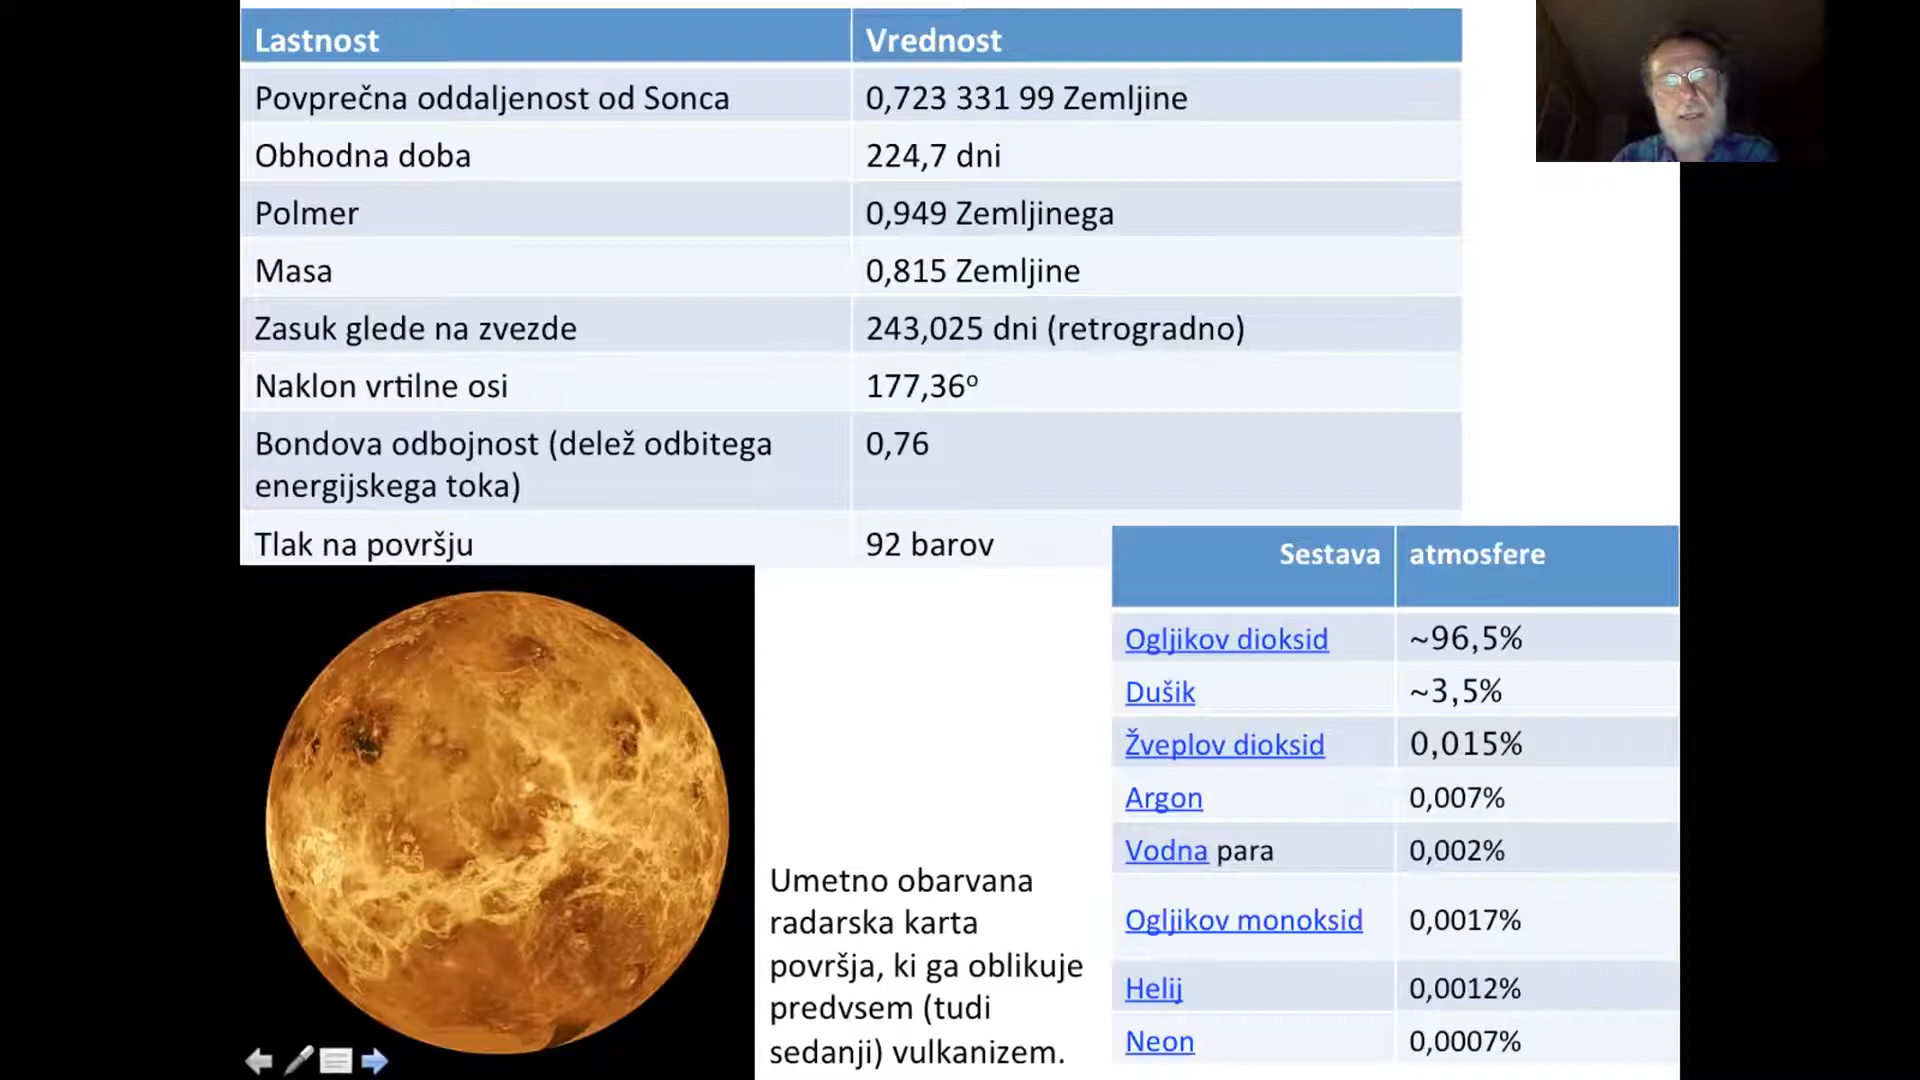 Lastnost Vrednost
Povprečna oddaljenost od Sonca 0,723 331 99 Zemljine
Obhodna doba 224,7 dni
Polmer 0,949 Zemljinega
Masa 0,815 Zemljine
Zasuk glede na zvezde 243,025 dni (retrogradno)
Naklon vrtilne osi 177,36º
Bondova odbojnost (delež odbitega 0,76
energijskega toka)
Tlak na površju 92 barov
Sestava atmosfere
Ogljikov dioksid ~96,5%
Dušik ~3,5%
Žveplov dioksid 0,015%
Argon 0,007%
Vodna para 0,002%
Ogljikov monoksid 0,0017%
Helij 0,0012%
Neon 0,0007%
Umetno obarvana
radarska karta
površja, ki ga oblikuje
predvsem (tudi
sedanji) vulkanizem.